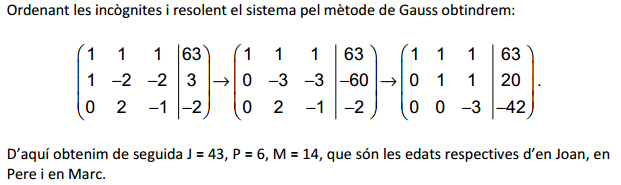 Ordenant les incògnites i resolent el sistema pel mètode de Gauss obtindrem:
( 1 1 1 | 63 ) ( 1 1 1 | 63 ) ( 1 1 1 | 63 )
( 1 –2 –2 | 3 ) → ( 0 –3 –3 | –60 ) → ( 0 1 1 | 20 ) .
( 0 2 –1 | –2 ) ( 0 2 –1 | –2 ) ( 0 0 –3 | –42 )
D’aquí obtenim de seguida J = 43, P = 6, M = 14, que són les edats respectives d’en Joan, en
Pere i en Marc.